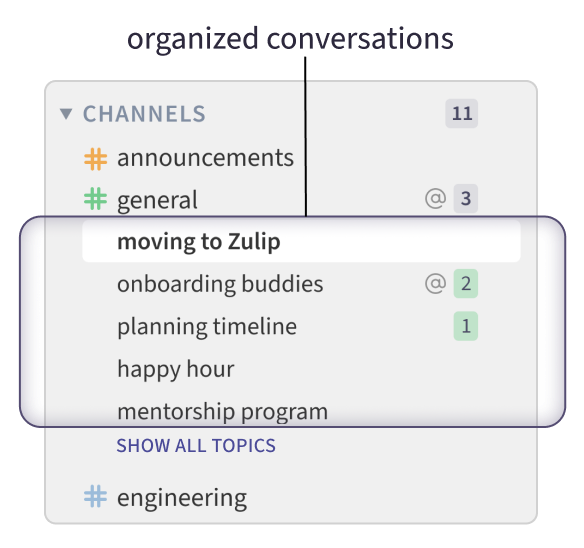 organized conversations
CHANNELS 11
# announcements
# general @ 3
moving to Zulip
onboarding buddies @ 2
planning timeline 1
happy hour
mentorship program
SHOW ALL TOPICS
# engineering